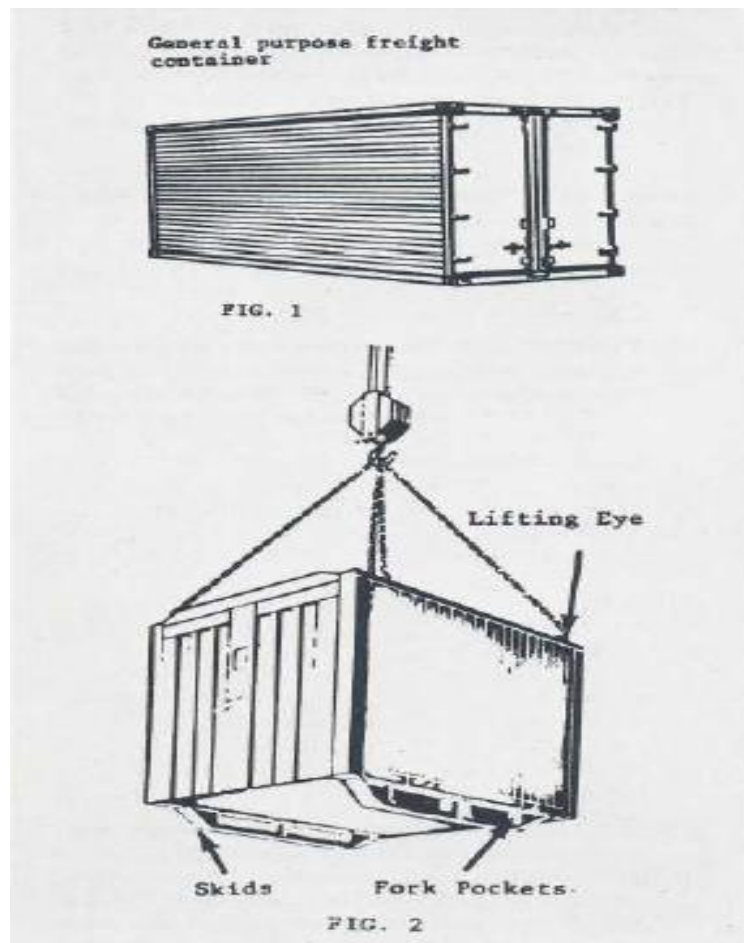 General purpose freight
container
FIG. 1
Lifting Eye
Skids
Fork Pockets
FIG. 2